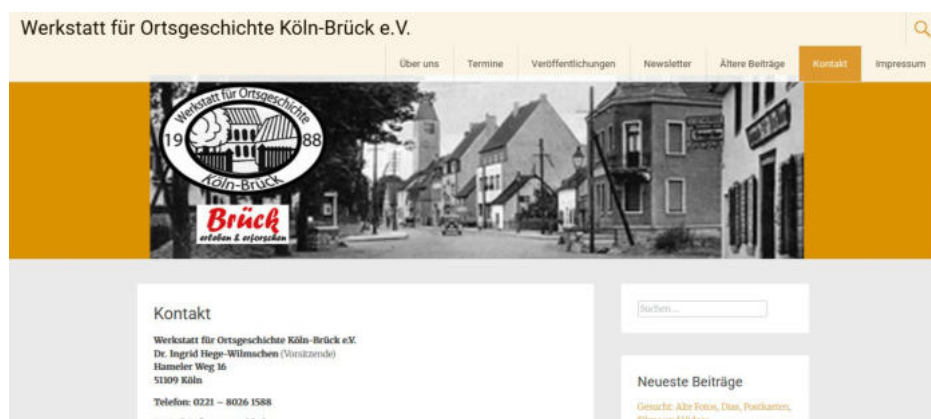 Werkstatt für Ortsgeschichte Köln-Brück e.V.
Über uns Termine Veröffentlichungen Newsletter Ältere Beiträge Kontakt Impressum
Werkstatt für Ortsgeschichte
19 88
Köln-Brück
Brück
erleben & erforschen
Kontakt
Werkstatt für Ortsgeschichte Köln-Brück e.V.
Dr. Ingrid Hege-Wilmschen (Vorsitzende)
Hameler Weg 16
51109 Köln
Telefon: 0221 – 8026 1588
Suchen ...
Neueste Beiträge
Gesucht: Alte Fotos, Dias, Postkarten,